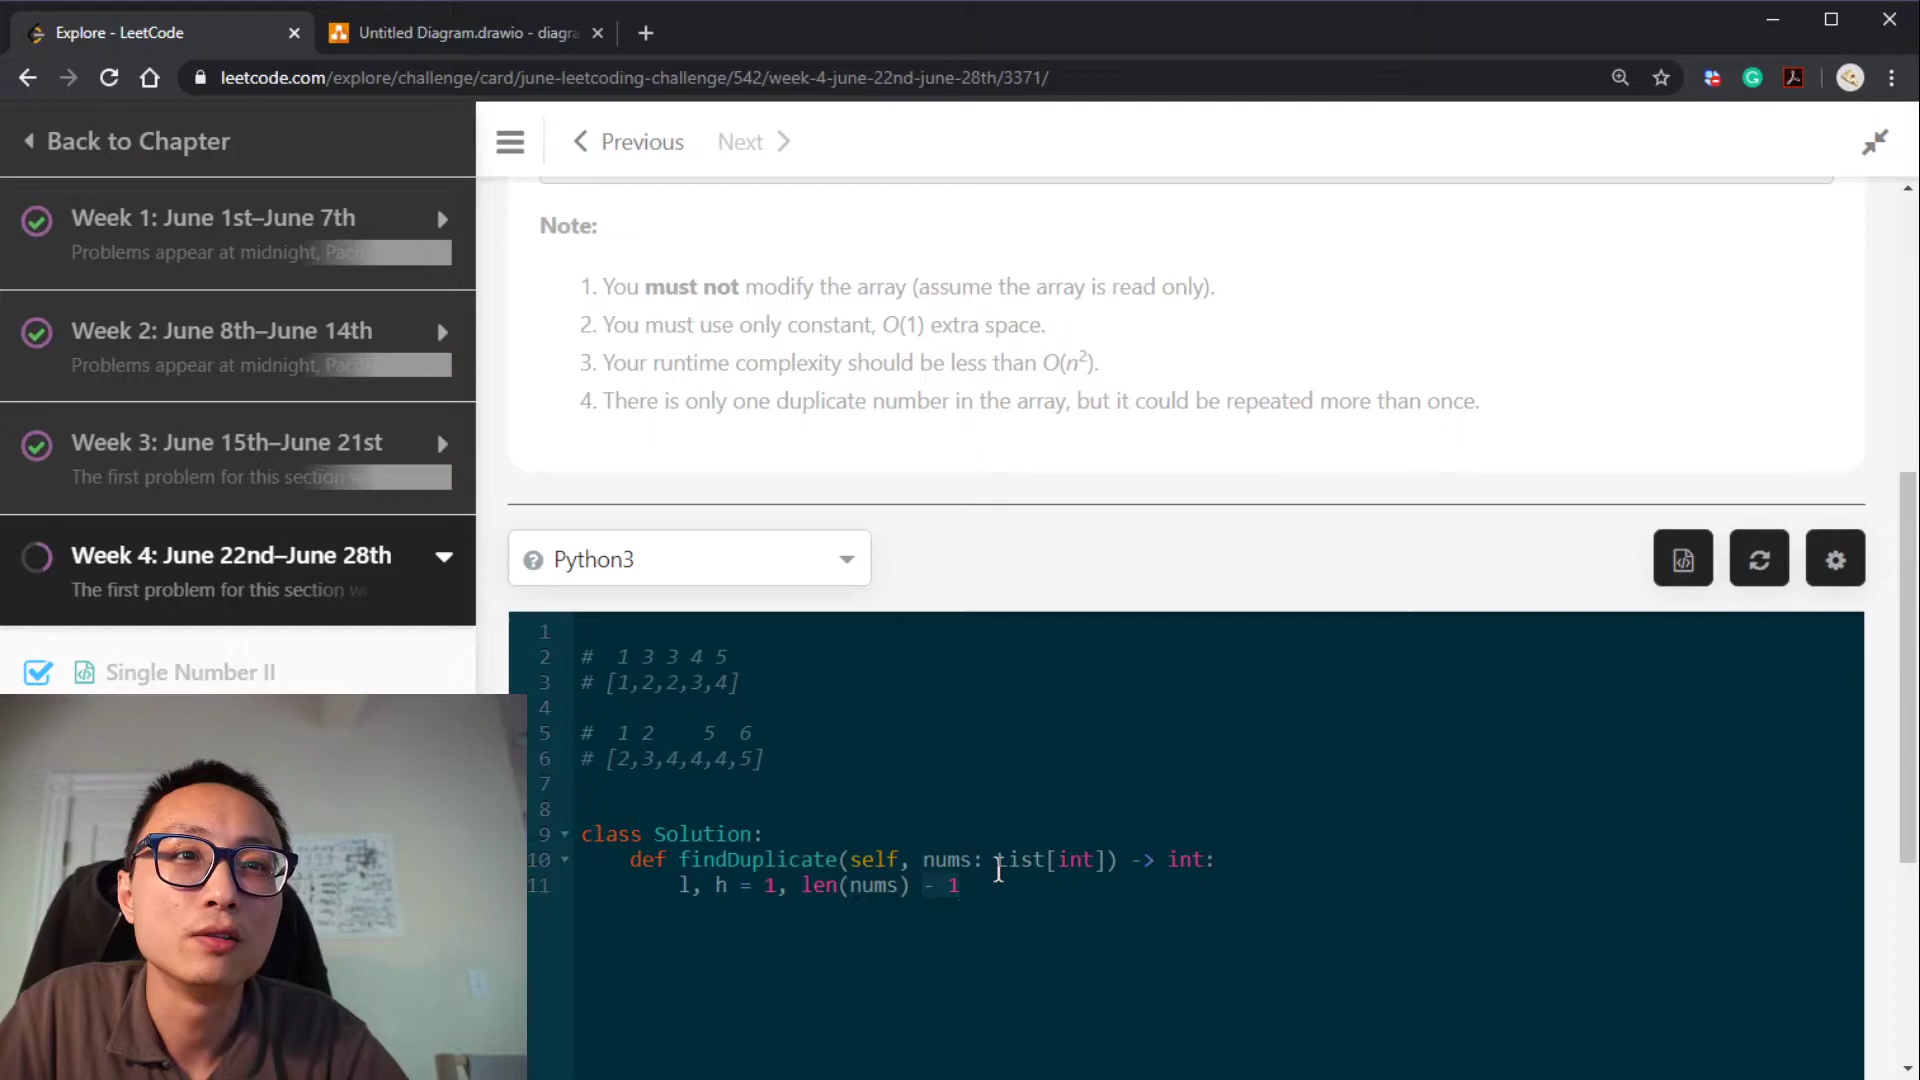 Explore - LeetCode
Untitled Diagram.drawio - diagra
leetcode.com/explore/challenge/card/june-leetcoding-challenge/542/week-4-june-22nd-june-28th/3371/
Back to Chapter
Previous
Next
Week 1: June 1st–June 7th
Problems appear at midnight, Paci
Week 2: June 8th–June 14th
Problems appear at midnight, Paci
Week 3: June 15th–June 21st
The first problem for this section w
Week 4: June 22nd–June 28th
The first problem for this section w
Single Number II
Note:
1. You must not modify the array (assume the array is read only).
2. You must use only constant, O(1) extra space.
3. Your runtime complexity should be less than O(n²).
4. There is only one duplicate number in the array, but it could be repeated more than once.
Python3
1
2 # 1 3 3 4 5
3 # [1,2,2,3,4]
4
5 # 1 2 5 6
6 # [2,3,4,4,4,5]
7
8
9 class Solution:
10 def findDuplicate(self, nums: List[int]) -> int:
11 l, h = 1, len(nums) - 1